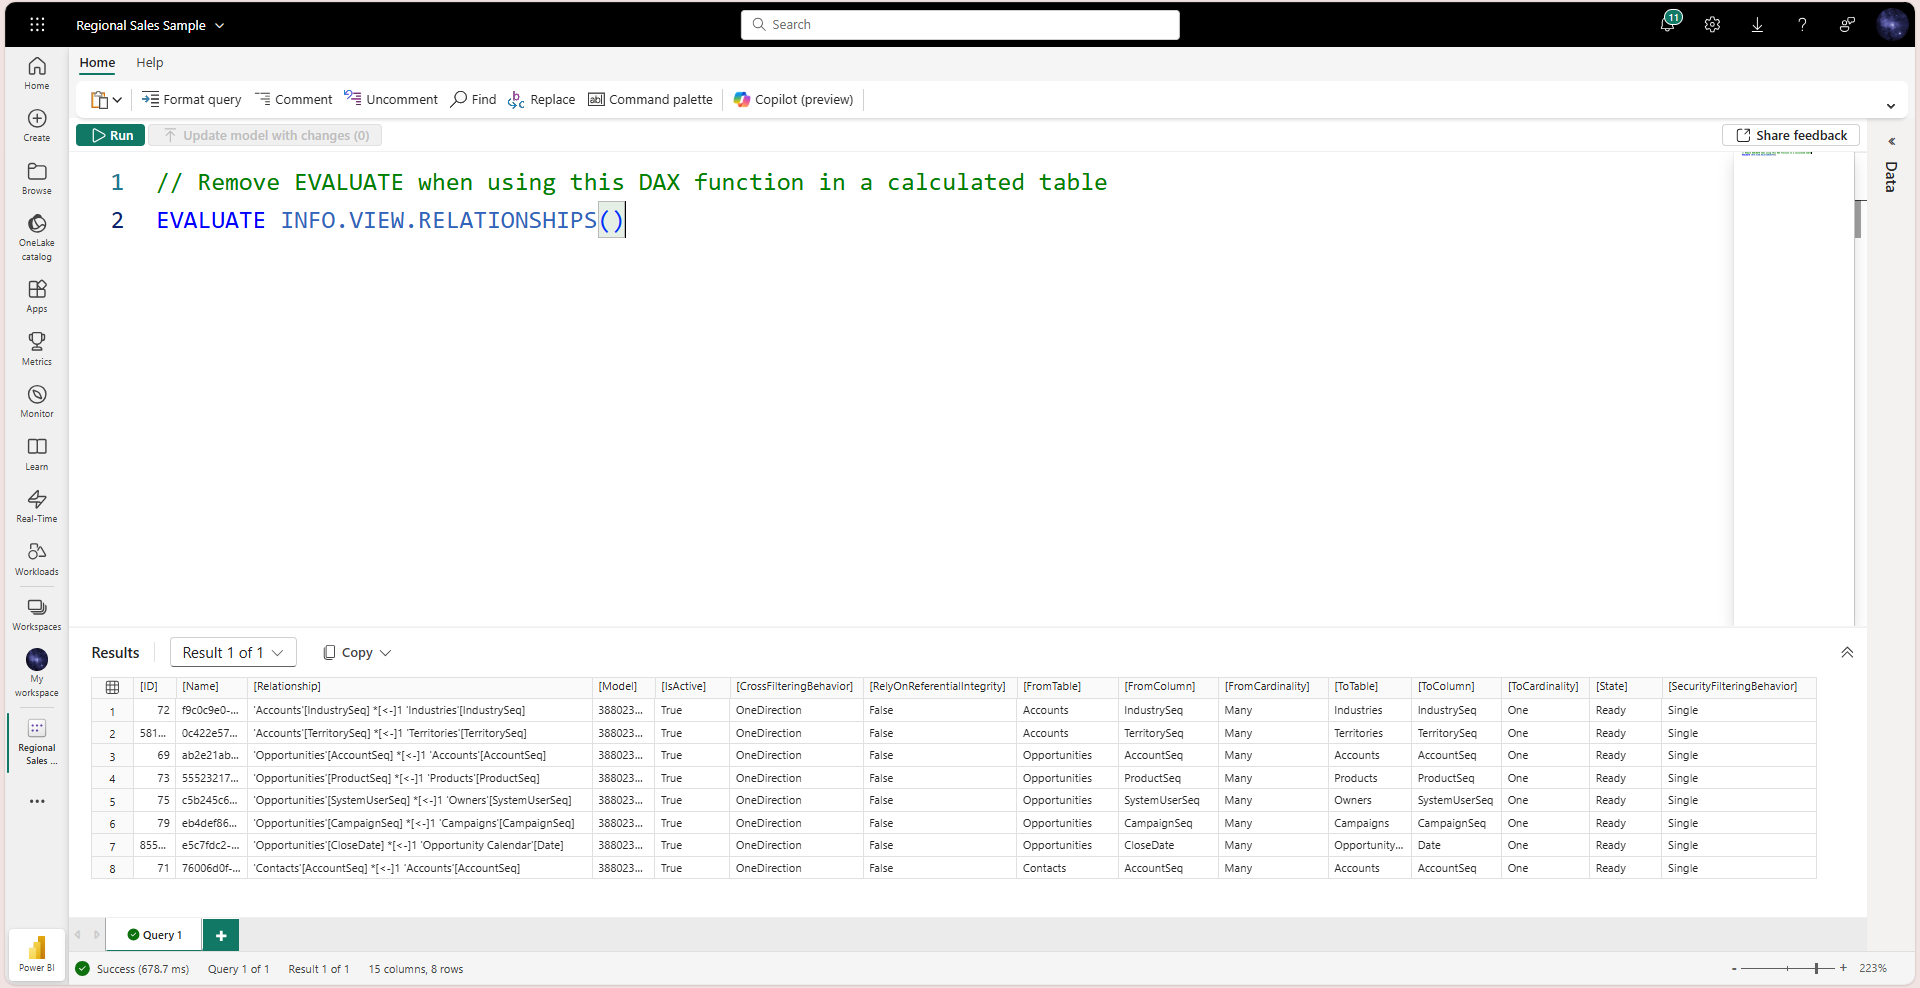 Regional Sales Sample
Search
11
Home
Help
Format query
Comment
Uncomment
Find
Replace
Command palette
Copilot (preview)
Run
Update model with changes (0)
Share feedback
Home
Create
Browse
OneLake
catalog
Apps
Metrics
Monitor
Learn
Real-Time
Workloads
Workspaces
My
workspace
Regional
Sales ...
Power BI
1 // Remove EVALUATE when using this DAX function in a calculated table
2 EVALUATE INFO.VIEW.RELATIONSHIPS()
Data
Results
Result 1 of 1
Copy
[ID] [Name] [Relationship] [Model] [IsActive] [CrossFilteringBehavior] [RelyOnReferentialIntegrity] [FromTable] [FromColumn] [FromCardinality] [ToTable] [ToColumn] [ToCardinality] [State] [SecurityFilteringBehavior]
1 72 f9c0c9e0-... 'Accounts'[IndustrySeq] *[<-]1 'Industries'[IndustrySeq] 388023... True OneDirection False Accounts IndustrySeq Many Industries IndustrySeq One Ready Single
2 581... 0c422e57... 'Accounts'[TerritorySeq] *[<-]1 'Territories'[TerritorySeq] 388023... True OneDirection False Accounts TerritorySeq Many Territories TerritorySeq One Ready Single
3 69 ab2e21ab... 'Opportunities'[AccountSeq] *[<-]1 'Accounts'[AccountSeq] 388023... True OneDirection False Opportunities AccountSeq Many Accounts AccountSeq One Ready Single
4 73 55523217... 'Opportunities'[ProductSeq] *[<-]1 'Products'[ProductSeq] 388023... True OneDirection False Opportunities ProductSeq Many Products ProductSeq One Ready Single
5 75 c5b245c6... 'Opportunities'[SystemUserSeq] *[<-]1 'Owners'[SystemUserSeq] 388023... True OneDirection False Opportunities SystemUserSeq Many Owners SystemUserSeq One Ready Single
6 79 eb4def86... 'Opportunities'[CampaignSeq] *[<-]1 'Campaigns'[CampaignSeq] 388023... True OneDirection False Opportunities CampaignSeq Many Campaigns CampaignSeq One Ready Single
7 855... e5c7fdc2-... 'Opportunities'[CloseDate] *[<-]1 'Opportunity Calendar'[Date] 388023... True OneDirection False Opportunities CloseDate Many Opportunity... Date One Ready Single
8 71 76006d0f-... 'Contacts'[AccountSeq] *[<-]1 'Accounts'[AccountSeq] 388023... True OneDirection False Contacts AccountSeq Many Accounts AccountSeq One Ready Single
Query 1
Success (678.7 ms)
Query 1 of 1
Result 1 of 1
15 columns, 8 rows
- + 223%